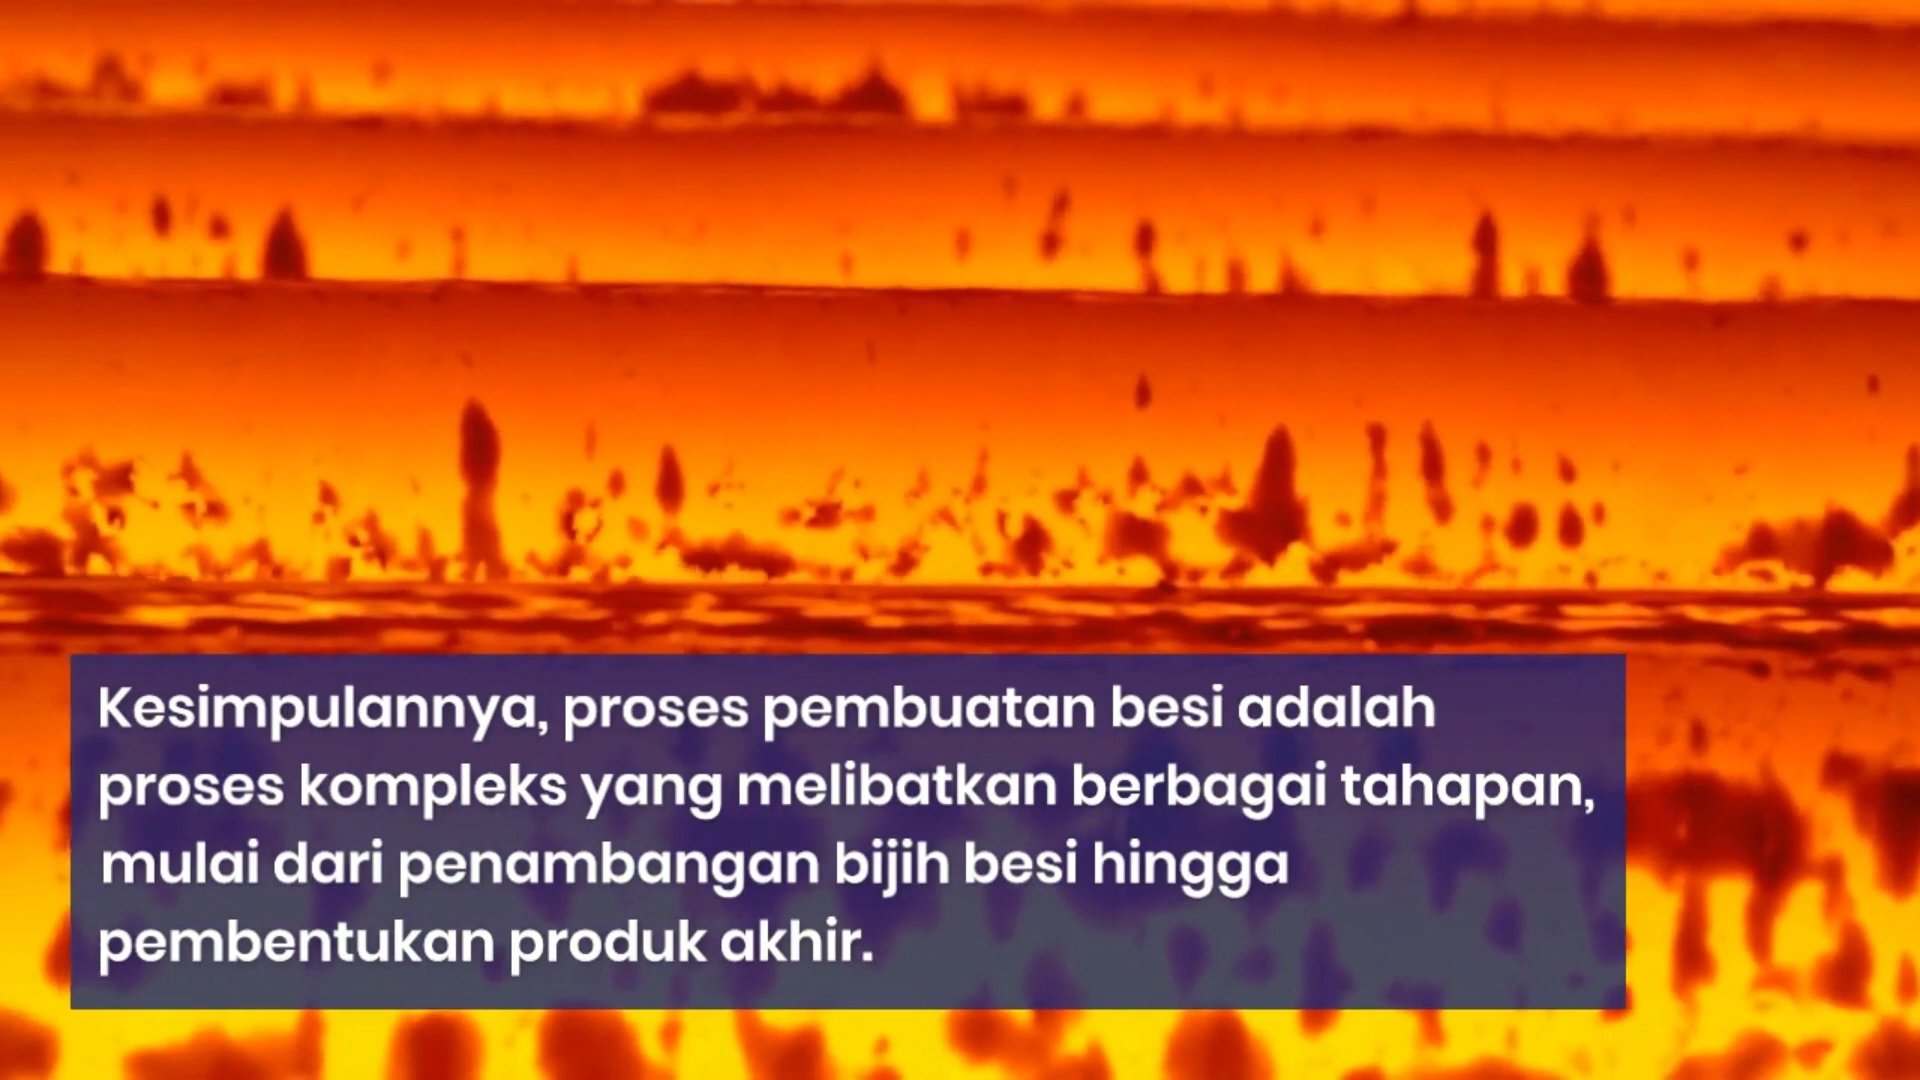 Kesimpulannya, proses pembuatan besi adalah
proses kompleks yang melibatkan berbagai tahapan,
mulai dari penambangan bijih besi hingga
pembentukan produk akhir.